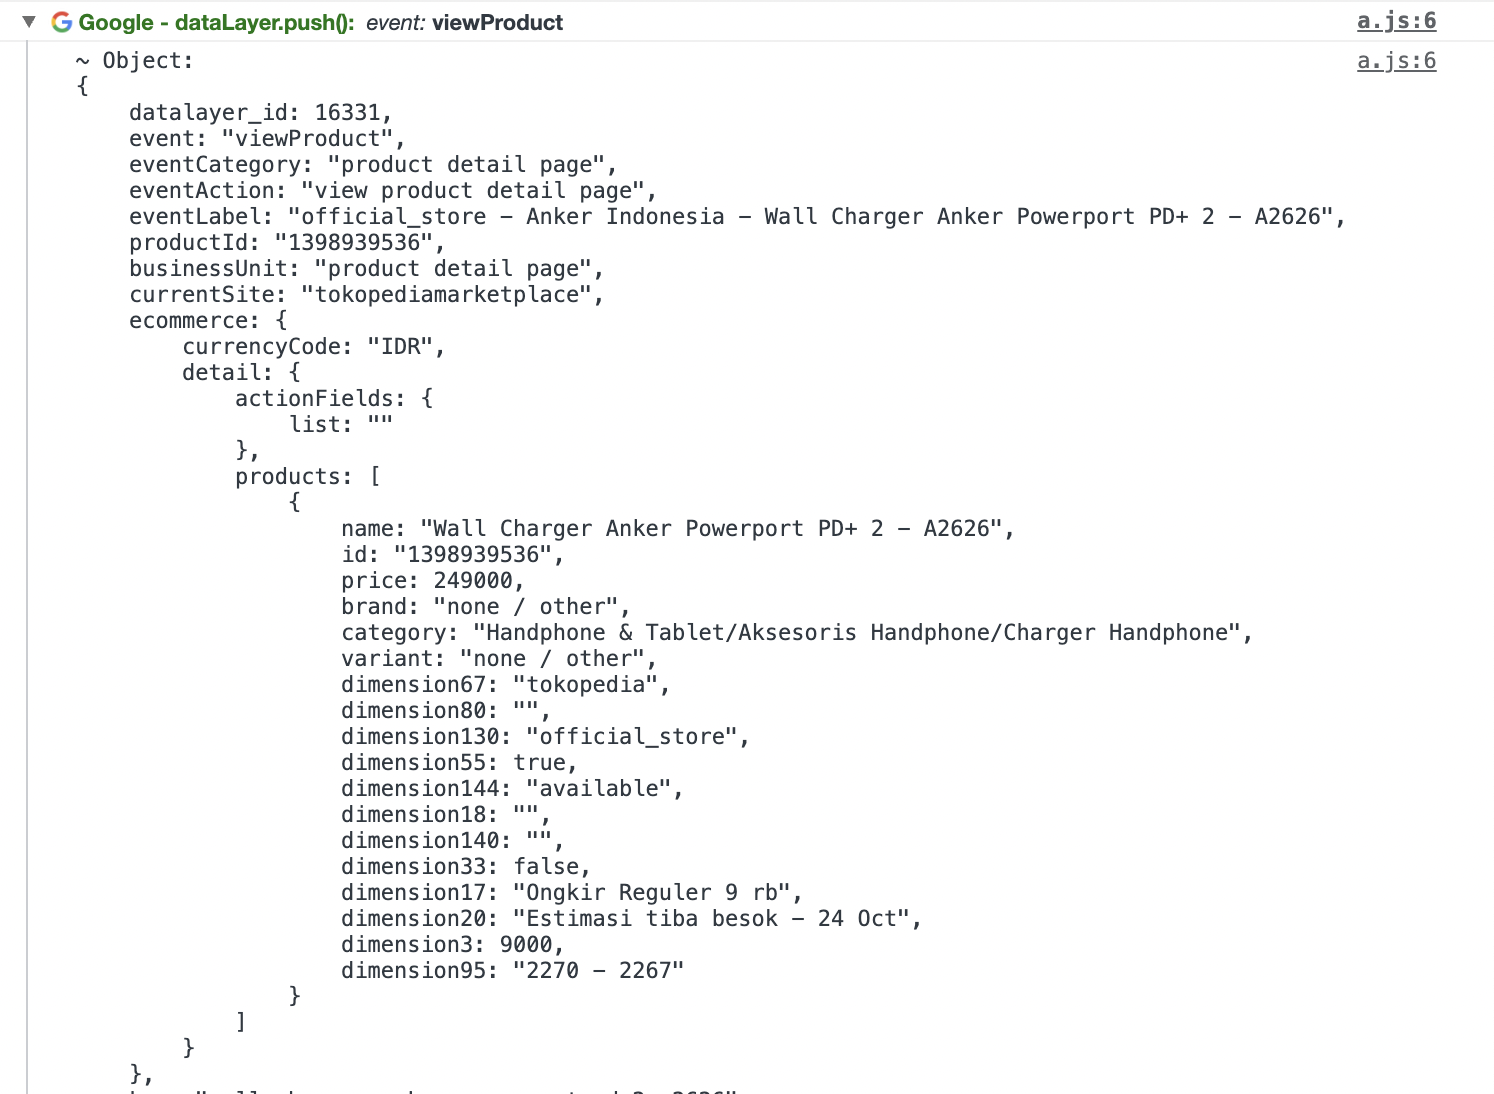 ▼ Google - dataLayer.push(): event: viewProduct a.js:6
~ Object: a.js:6
{
datalayer_id: 16331,
event: "viewProduct",
eventCategory: "product detail page",
eventAction: "view product detail page",
eventLabel: "official_store - Anker Indonesia - Wall Charger Anker Powerport PD+ 2 - A2626",
productId: "1398939536",
businessUnit: "product detail page",
currentSite: "tokopediamarketplace",
ecommerce: {
currencyCode: "IDR",
detail: {
actionFields: {
list: ""
},
products: [
{
name: "Wall Charger Anker Powerport PD+ 2 - A2626",
id: "1398939536",
price: 249000,
brand: "none / other",
category: "Handphone & Tablet/Aksesoris Handphone/Charger Handphone",
variant: "none / other",
dimension67: "tokopedia",
dimension80: "",
dimension130: "official_store",
dimension55: true,
dimension144: "available",
dimension18: "",
dimension140: "",
dimension33: false,
dimension17: "Ongkir Reguler 9 rb",
dimension20: "Estimasi tiba besok - 24 Oct",
dimension3: 9000,
dimension95: "2270 - 2267"
}
]
}
},